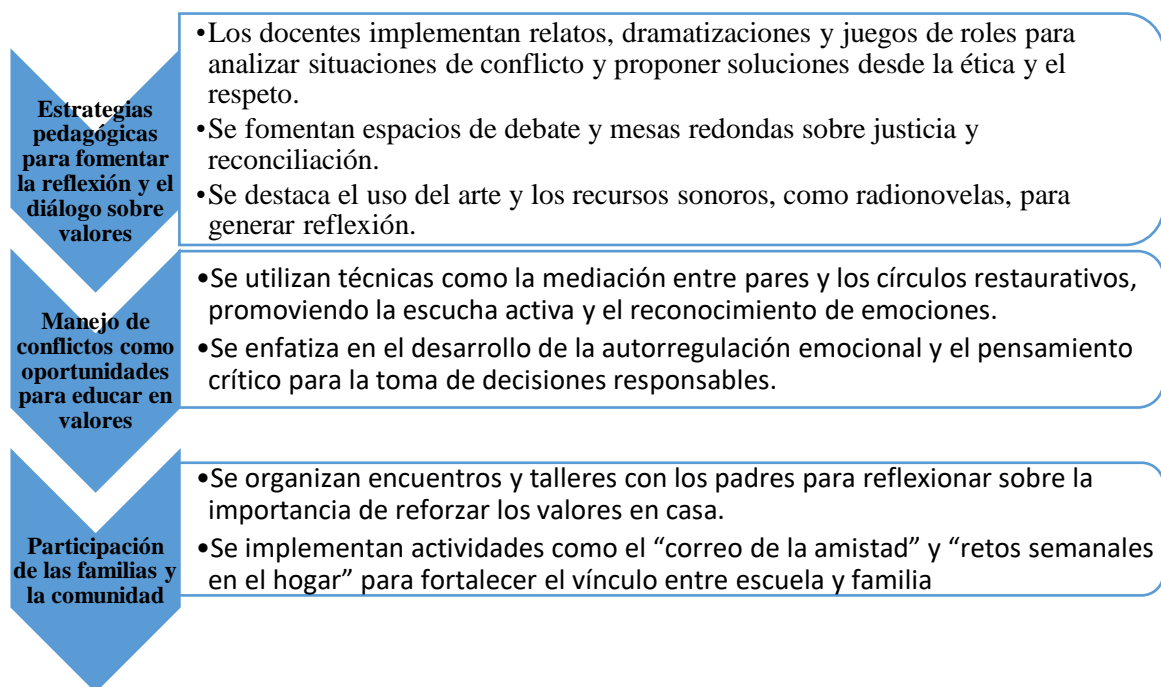 Estrategias
pedagógicas
para fomentar
la reflexión y el
diálogo sobre
valores
•Los docentes implementan relatos, dramatizaciones y juegos de roles para
analizar situaciones de conflicto y proponer soluciones desde la ética y el
respeto.
•Se fomentan espacios de debate y mesas redondas sobre justicia y
reconciliación.
•Se destaca el uso del arte y los recursos sonoros, como radionovelas, para
generar reflexión.
Manejo de
conflictos como
oportunidades
para educar en
valores
•Se utilizan técnicas como la mediación entre pares y los círculos restaurativos,
promoviendo la escucha activa y el reconocimiento de emociones.
•Se enfatiza en el desarrollo de la autorregulación emocional y el pensamiento
crítico para la toma de decisiones responsables.
Participación
de las familias y
la comunidad
•Se organizan encuentros y talleres con los padres para reflexionar sobre la
importancia de reforzar los valores en casa.
•Se implementan actividades como el “correo de la amistad” y “retos semanales
en el hogar” para fortalecer el vínculo entre escuela y familia